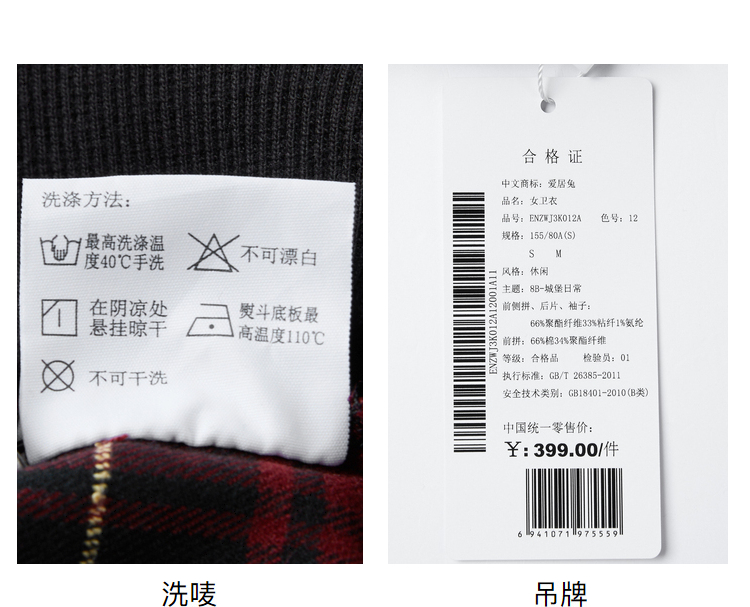 洗涤方法：
最高洗涤温
度40℃手洗
不可漂白
在阴凉处
悬挂晾干
熨斗底板最
高温度110℃
不可干洗
合格证
中文商标：爱居兔
品名：女卫衣
品号：ENZWJ3K012A 色号：12
规格：155/80A(S)
S M
风格：休闲
主题：8B-城堡日常
前侧拼、后片、袖子：
66%聚酯纤维33%粘纤1%氨纶
前拼：66%棉34%聚酯纤维
等级：合格品 检验员：01
执行标准：GB/T 26385-2011
安全技术类别：GB18401-2010(B类)
中国统一零售价：
¥: 399.00/件
ENZWJ3K012A12001A11
6 941071 975559
洗唛
吊牌